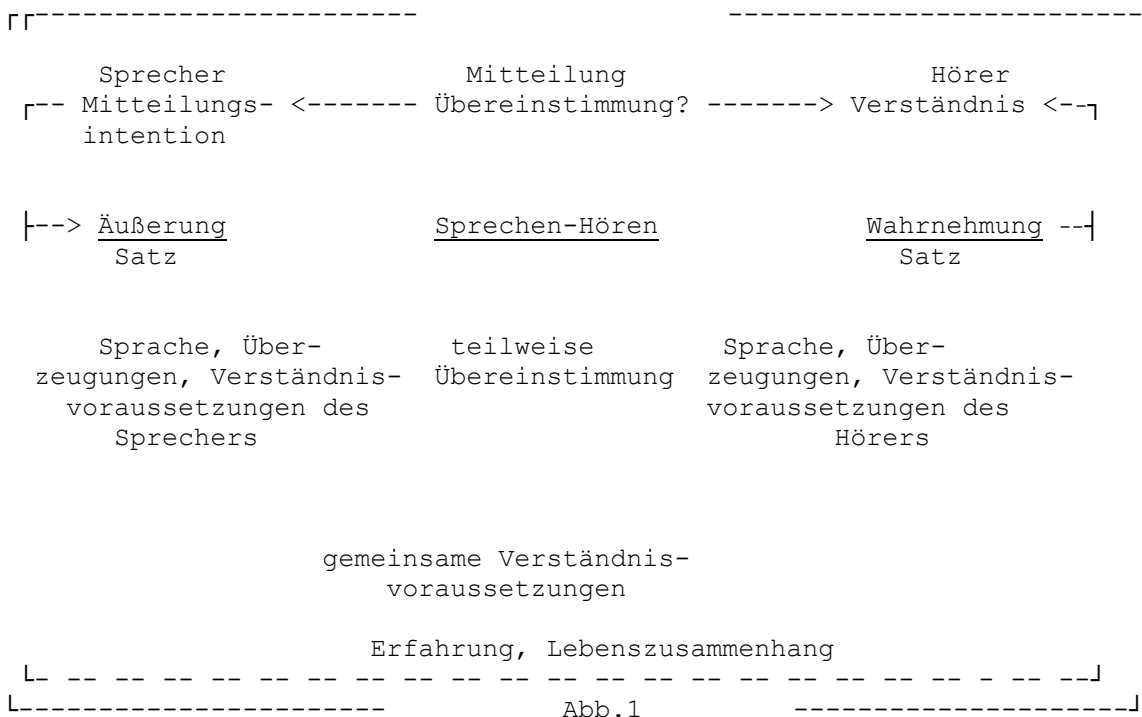 Sprecher Mitteilung Hörer
Mitteilungs- <------- Übereinstimmung? -------> Verständnis <--
intention
--> Äußerung Sprechen-Hören Wahrnehmung --
Satz Satz
Sprache, Über- teilweise Sprache, Über-
zeugungen, Verständnis- Übereinstimmung zeugungen, Verständnis-
voraussetzungen des voraussetzungen des
Sprechers Hörers
gemeinsame Verständnis-
voraussetzungen
Erfahrung, Lebenszusammenhang
Abb.1